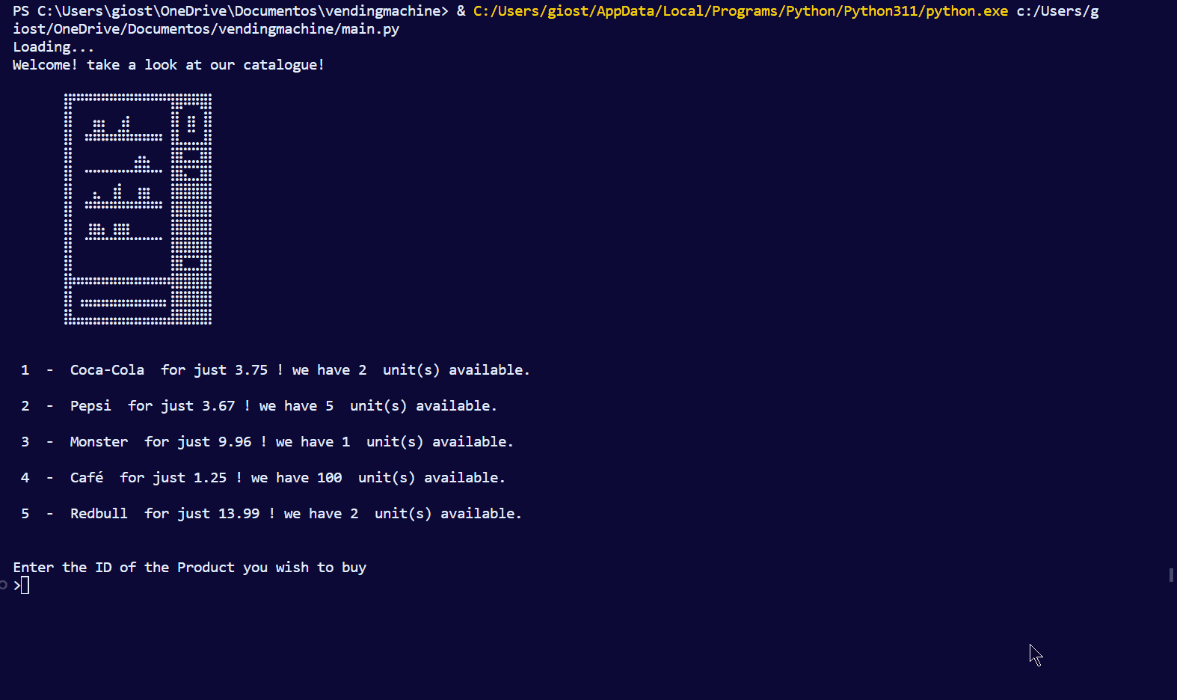 PS C:\Users\giost\OneDrive\Documentos\vendingmachine> & C:/Users/giost/AppData/Local/Programs/Python/Python311/python.exe c:/Users/g
iost/OneDrive/Documentos/vendingmachine/main.py
Loading...
Welcome! take a look at our catalogue!
1 - Coca-Cola for just 3.75 ! we have 2 unit(s) available.
2 - Pepsi for just 3.67 ! we have 5 unit(s) available.
3 - Monster for just 9.96 ! we have 1 unit(s) available.
4 - Café for just 1.25 ! we have 100 unit(s) available.
5 - Redbull for just 13.99 ! we have 2 unit(s) available.
Enter the ID of the Product you wish to buy
>